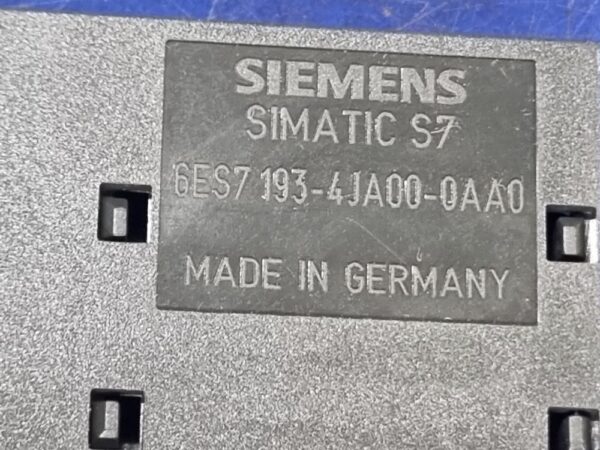 SIEMENS
SIMATIC S7
6ES7 193-4JA00-0AA0
MADE IN GERMANY